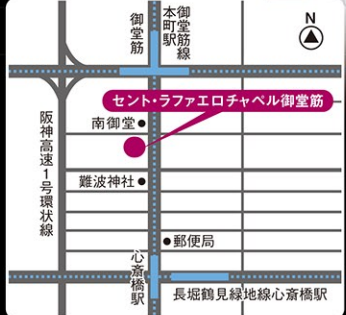 御堂筋
御堂筋線
本町駅
N
セント・ラファエロチャペル御堂筋
南御堂
阪神高速1号環状線
難波神社
郵便局
心斎橋駅
長堀鶴見緑地線心斎橋駅